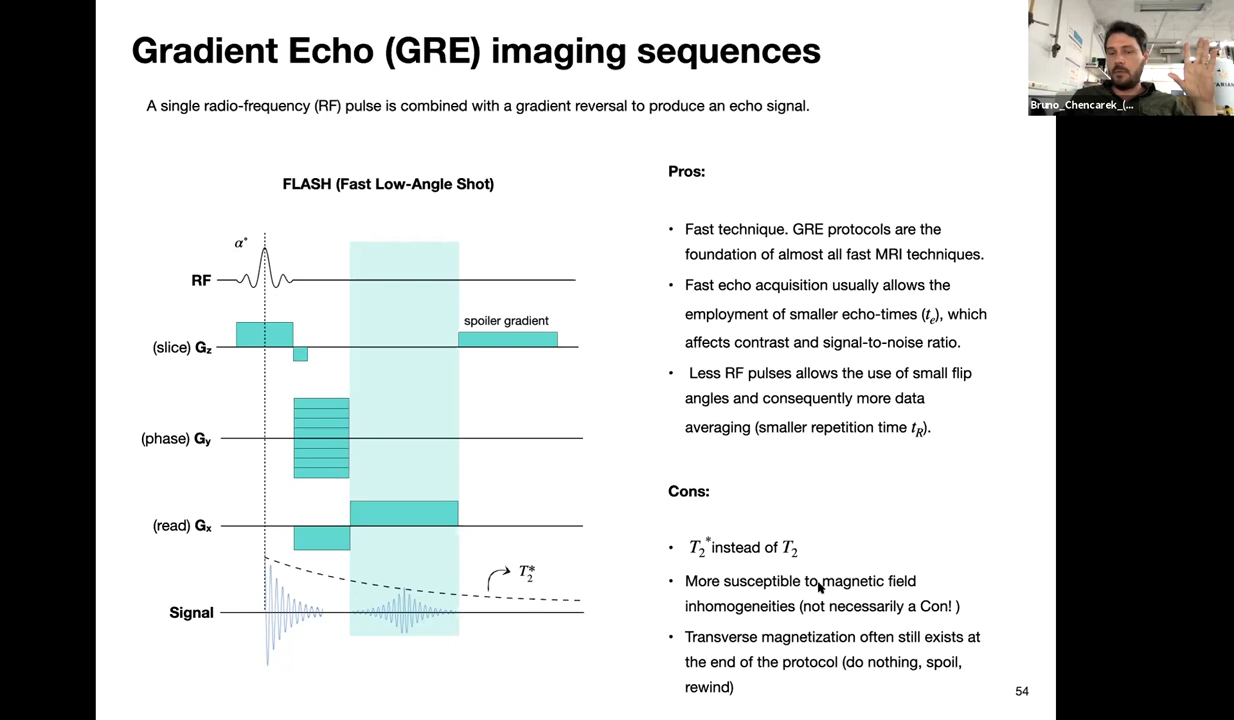 Gradient Echo (GRE) imaging sequences
A single radio-frequency (RF) pulse is combined with a gradient reversal to produce an echo signal.
Bruno_Chencarek_(...
FLASH (Fast Low-Angle Shot)
α°
RF
spoiler gradient
(slice) Gz
(phase) Gy
(read) Gx
T2*
Signal
Pros:
• Fast technique. GRE protocols are the
foundation of almost all fast MRI techniques.
• Fast echo acquisition usually allows the
employment of smaller echo-times (te), which
affects contrast and signal-to-noise ratio.
• Less RF pulses allows the use of small flip
angles and consequently more data
averaging (smaller repetition time tR).
Cons:
• T2* instead of T2
• More susceptible to magnetic field
inhomogeneities (not necessarily a Con! )
• Transverse magnetization often still exists at
the end of the protocol (do nothing, spoil,
rewind)
54